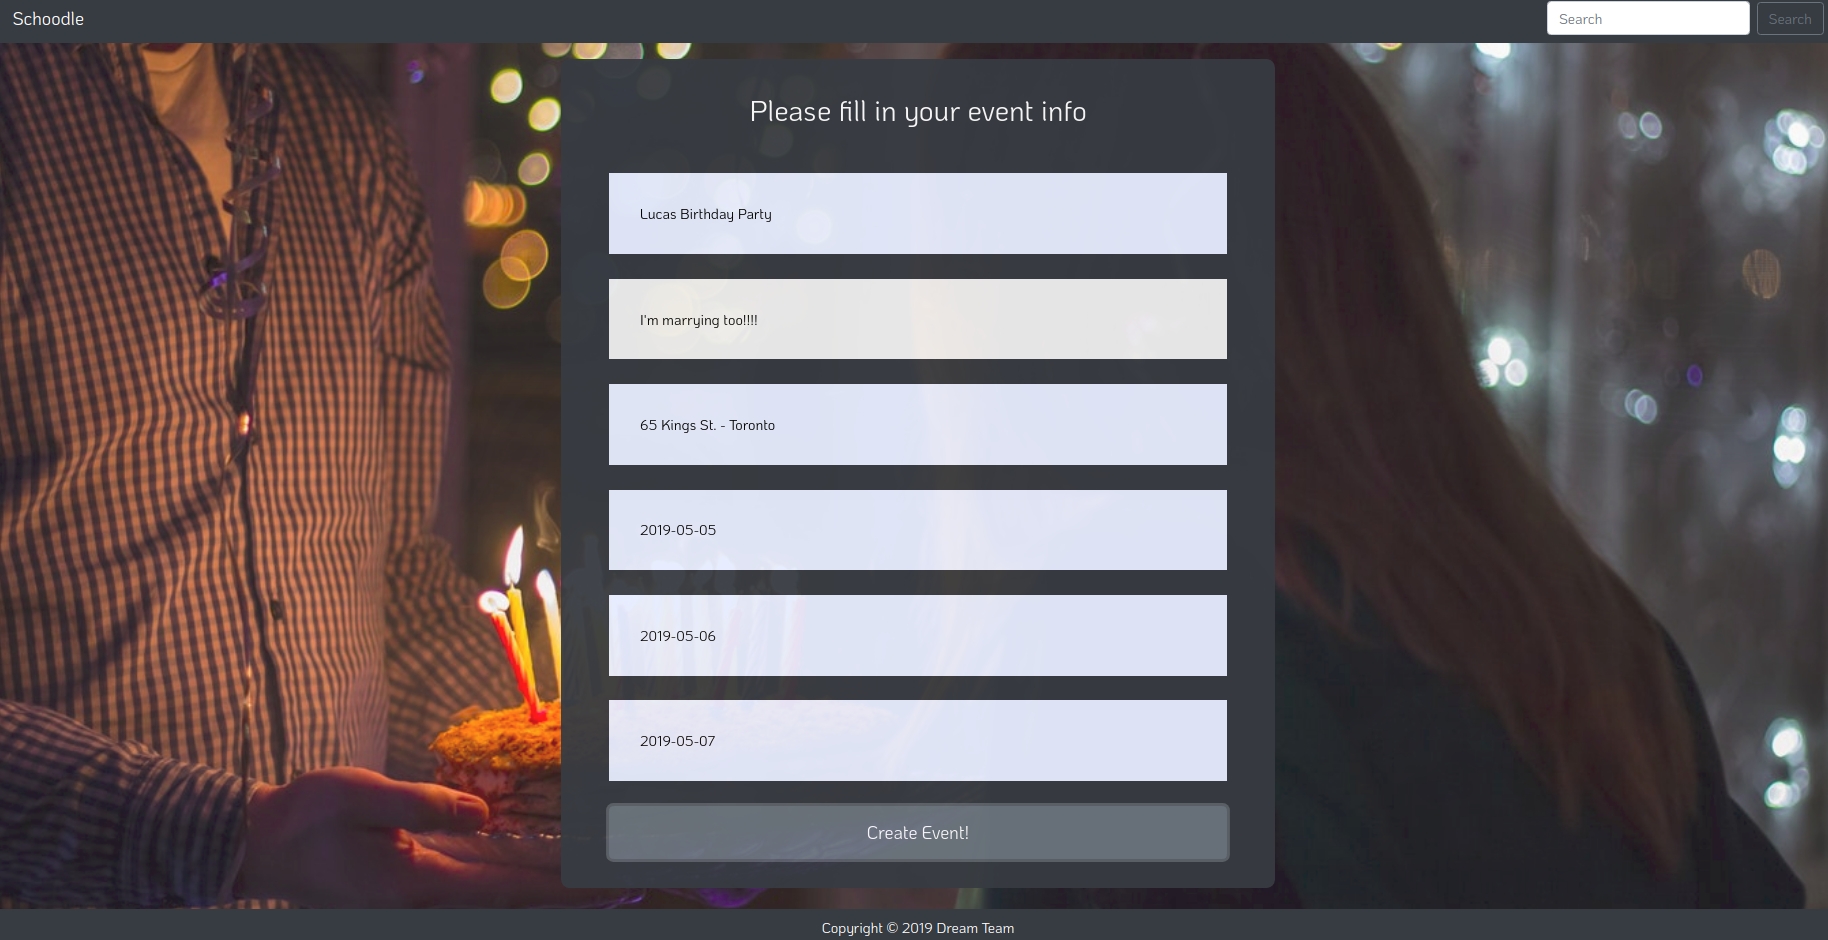 Schoodle
Search
Search
Please fill in your event info
Lucas Birthday Party
I'm marrying too!!!!
65 Kings St. - Toronto
2019-05-05
2019-05-06
2019-05-07
Create Event!
Copyright © 2019 Dream Team